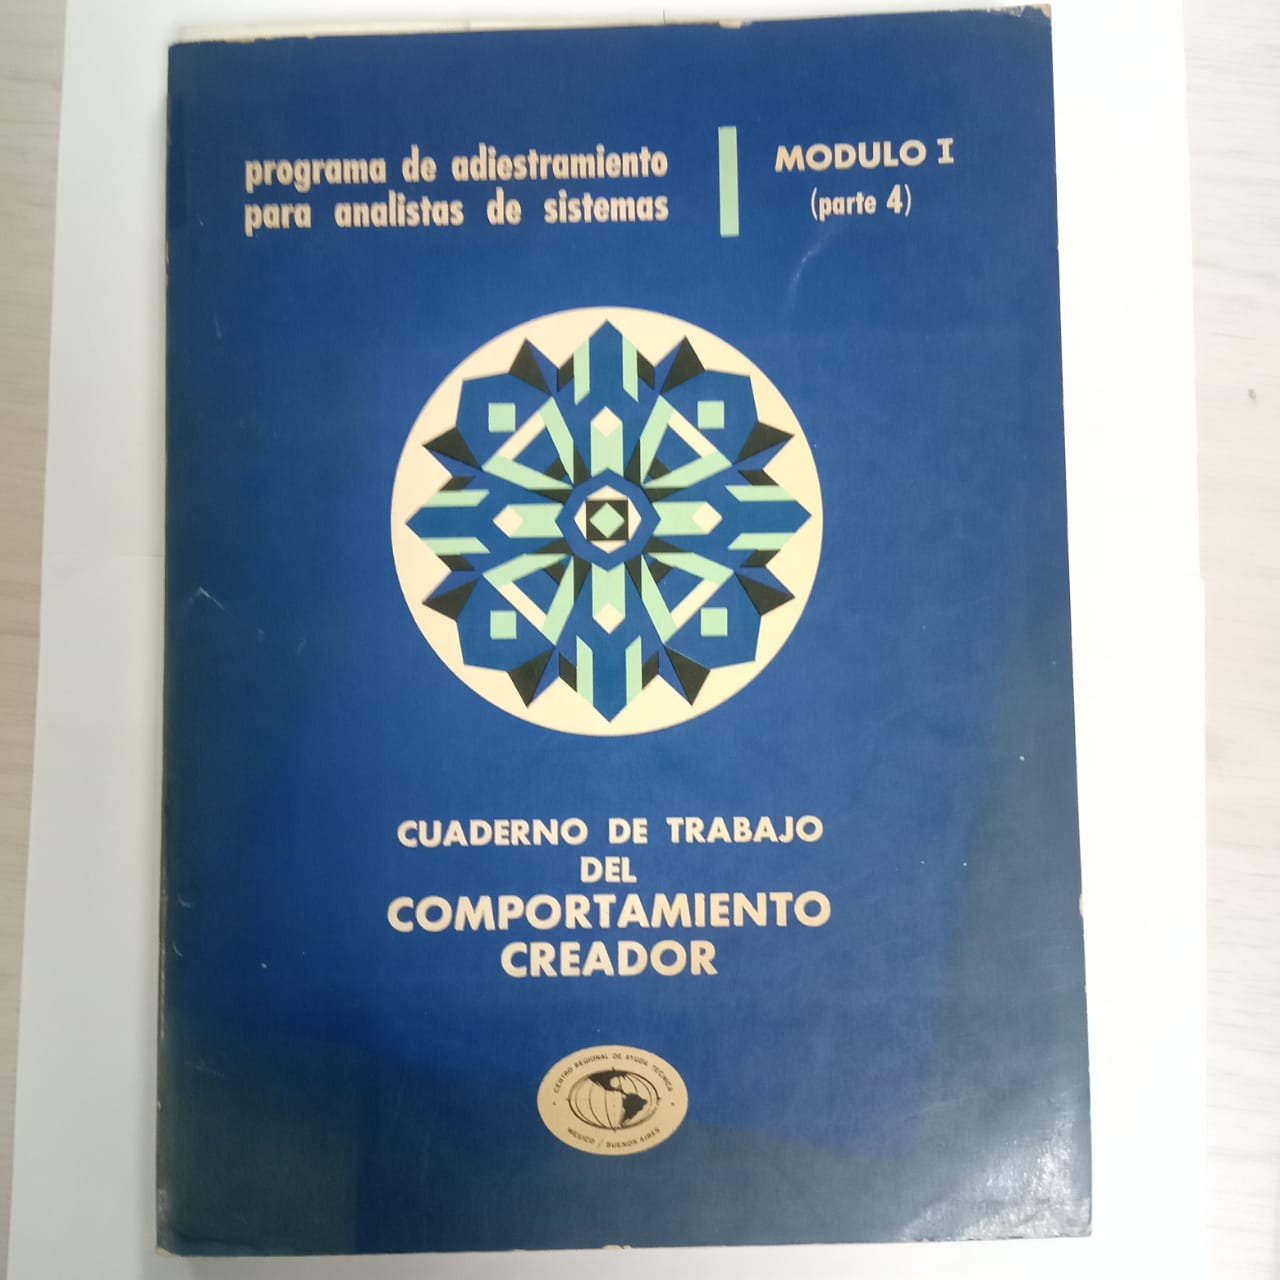 programa de adiestramiento
para analistas de sistemas
MODULO I
(parte 4)
CUADERNO DE TRABAJO
DEL
COMPORTAMIENTO
CREADOR
CENTRO REGIONAL DE AYUDA TECNICA
MEXICO / BUENOS AIRES